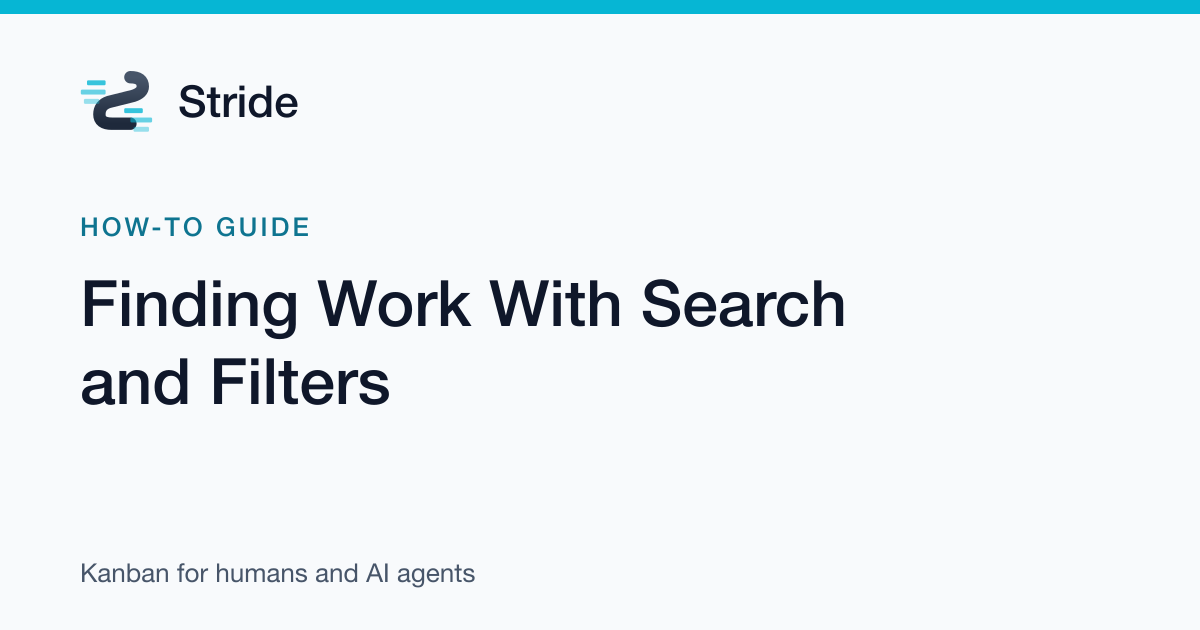 Stride
HOW-TO GUIDE
Finding Work With Search
and Filters
Kanban for humans and AI agents